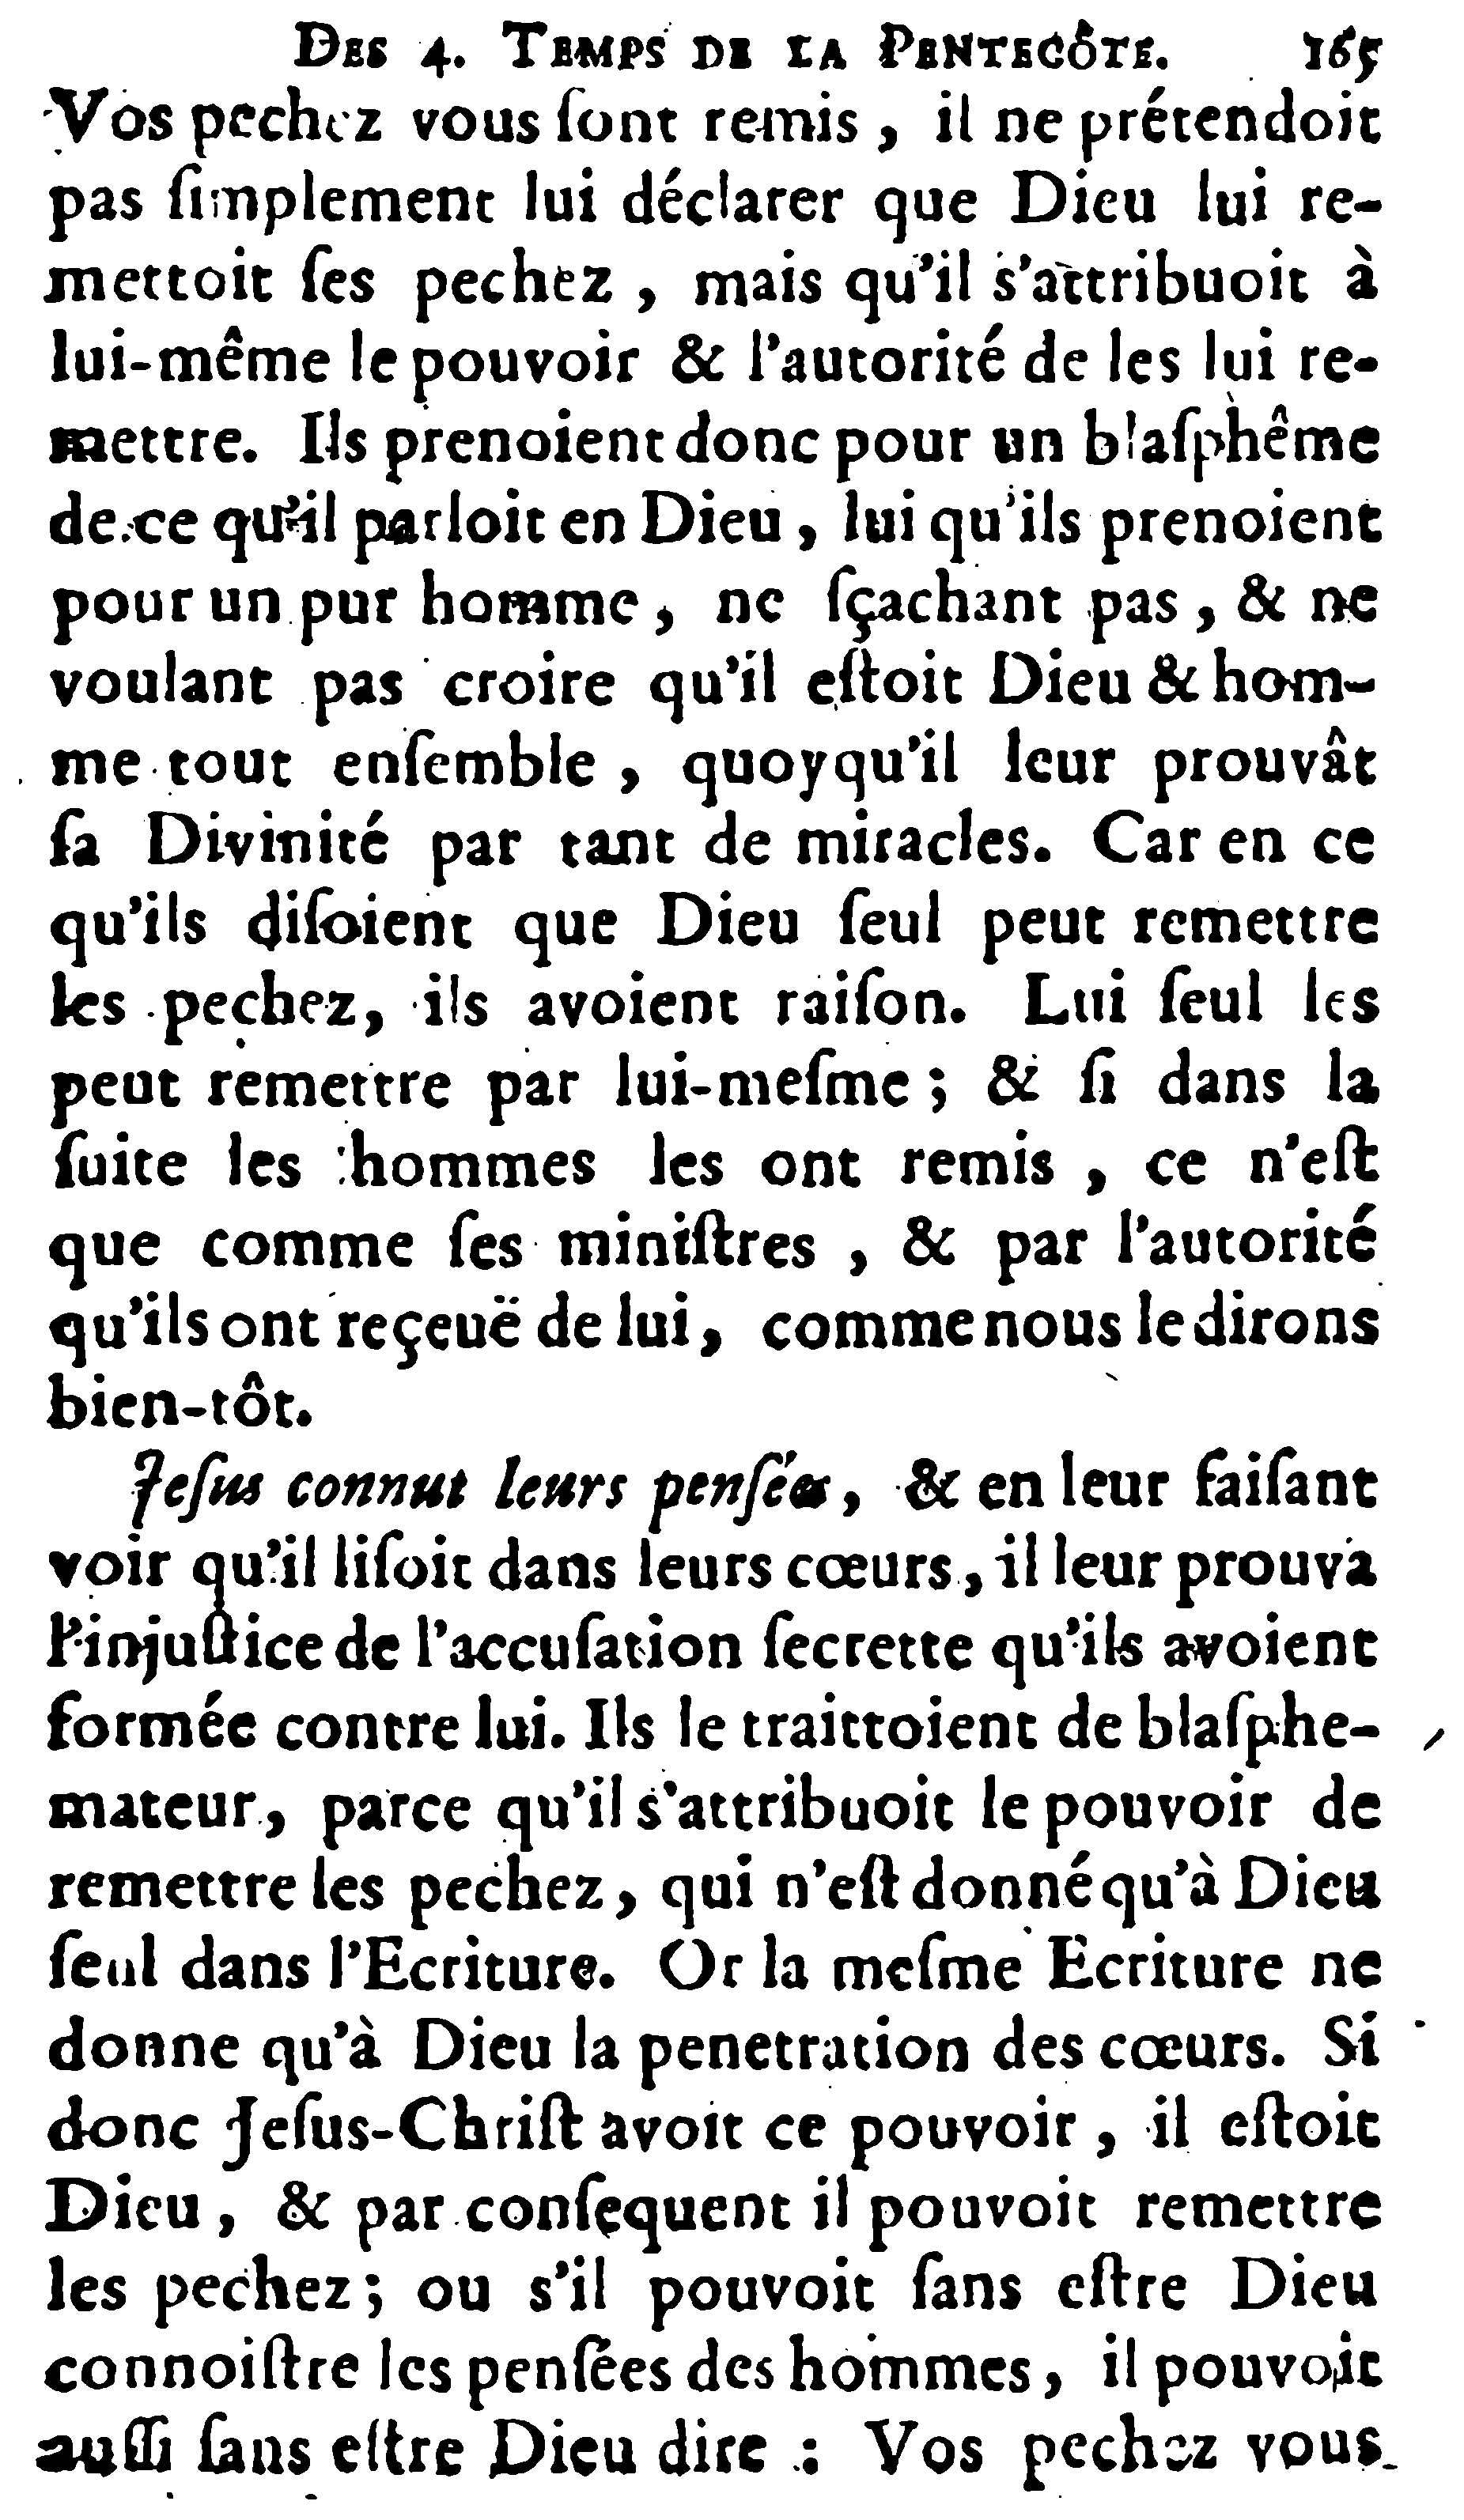 DES 4. TEMPS DE LA PENTECÔTE. 165
Vos pechez vous ſont remis, il ne prétendoit
pas ſimplement lui déclarer que Dieu lui re-
mettoit ſes pechez, mais qu'il s'attribuoit à
lui-même le pouvoir & l'autorité de les lui re-
mettre. Ils prenoient donc pour un blaſphême
de ce qu'il parloit en Dieu, lui qu'ils prenoient
pour un pur homme, ne ſçachant pas, & ne
voulant pas croire qu'il eſtoit Dieu & hom-
me tout enſemble, quoyqu'il leur prouvât
ſa Divinité par tant de miracles. Car en ce
qu'ils diſoient que Dieu ſeul peut remettre
les pechez, ils avoient raiſon. Lui ſeul les
peut remettre par lui-meſme; & ſi dans la
ſuite les hommes les ont remis, ce n'eſt
que comme ſes miniſtres, & par l'autorité
qu'ils ont reçeuë de lui, comme nous le dirons
bien-tôt.
Jeſus connut leurs penſées, & en leur faiſant
voir qu'il liſoit dans leurs cœurs, il leur prouva
l'injuſtice de l'accuſation ſecrette qu'ils avoient
formée contre lui. Ils le traittoient de blaſphe-
mateur, parce qu'il s'attribuoit le pouvoir de
remettre les pechez, qui n'eſt donné qu'à Dieu
ſeul dans l'Ecriture. Or la meſme Ecriture ne
donne qu'à Dieu la penetration des cœurs. Si
donc Jeſus-Chriſt avoit ce pouvoir, il eſtoit
Dieu, & par conſequent il pouvoit remettre
les pechez; ou s'il pouvoit ſans eſtre Dieu
connoiſtre les penſées des hommes, il pouvoit
auſſi ſans eſtre Dieu dire : Vos pechez vous